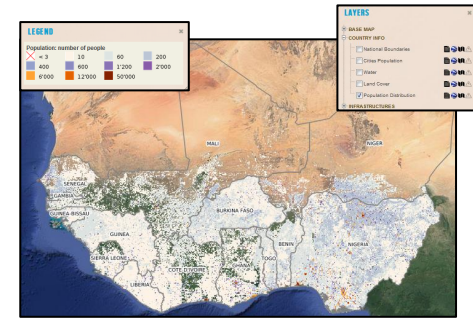 LEGEND
×
Population: number of people
< 3 10 60 200
400 600 1'200 2'000
6'000 12'000 50'000
LAYERS
×
BASE MAP
COUNTRY INFO
National Boundaries
Cities Population
Water
Land Cover
Population Distribution
INFRASTRUCTURES
MALI
NIGER
SENEGAL
GAMBIA
GUINEA-BISSAU
BURKINA FASO
GUINEA
BENIN
NIGERIA
SIERRA LEONE
COTE D'IVOIRE
GHANA
TOGO
LIBERIA